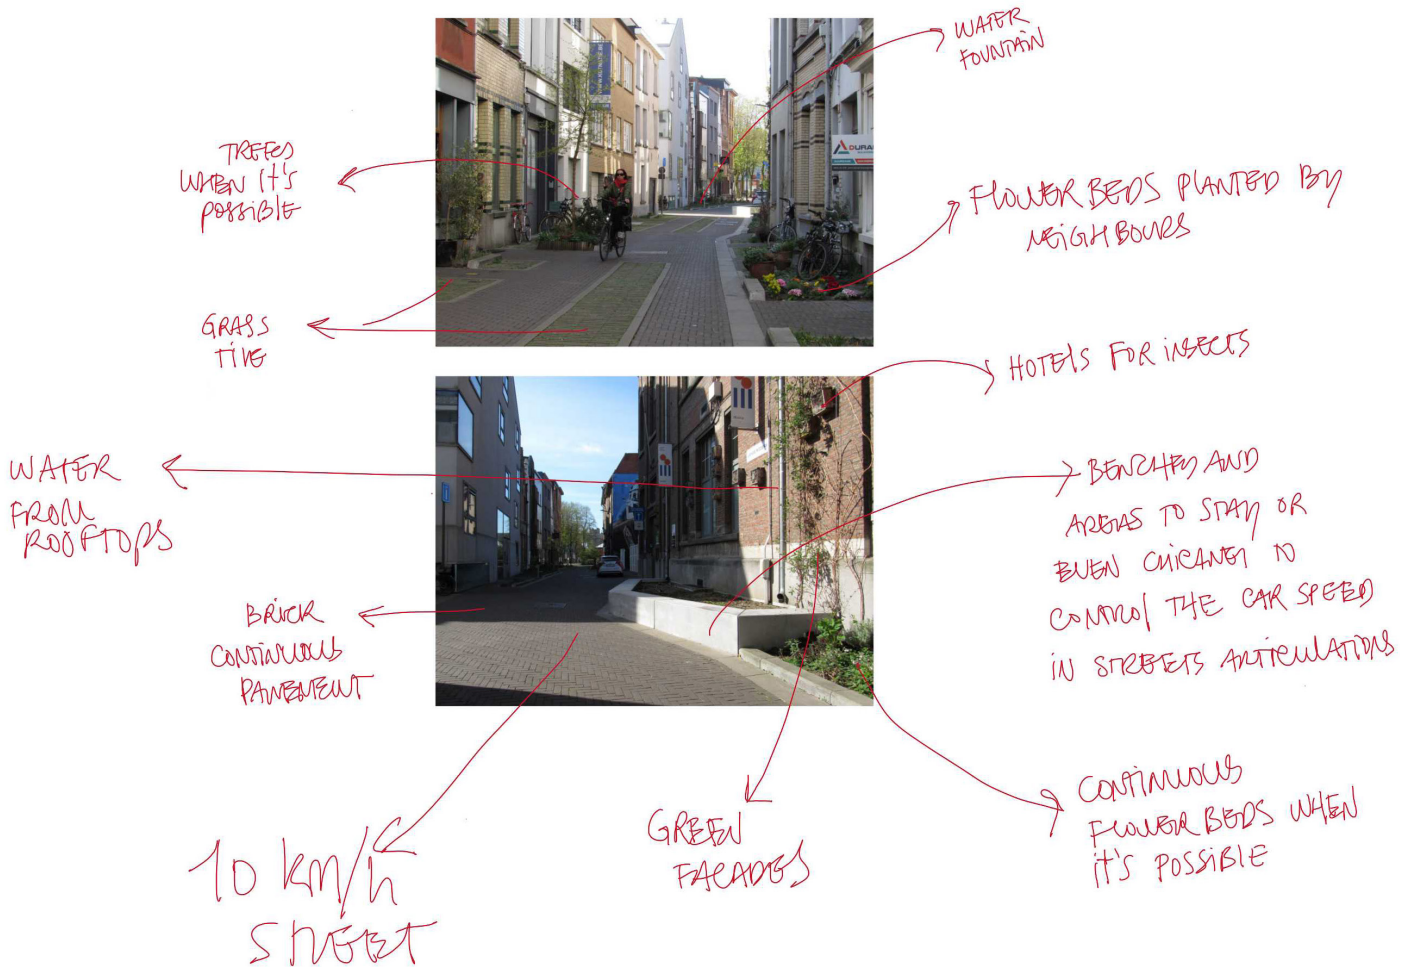 WATER
FOUNTAIN
TREES
WHEN IT'S
POSSIBLE
FLOWER BEDS PLANTED BY
NEIGHBOURS
GRASS
TILE
HOTELS FOR INSECTS
WATER
FROM
ROOFTOPS
BENCHES AND
AREAS TO STAY OR
EVEN CHICANES TO
CONTROL THE CAR SPEED
IN STREETS ARTICULATIONS
BRICK
CONTINUOUS
PAVEMENT
CONTINUOUS
FLOWER BEDS WHEN
IT'S POSSIBLE
GREEN
FACADES
10 km/h
STREET